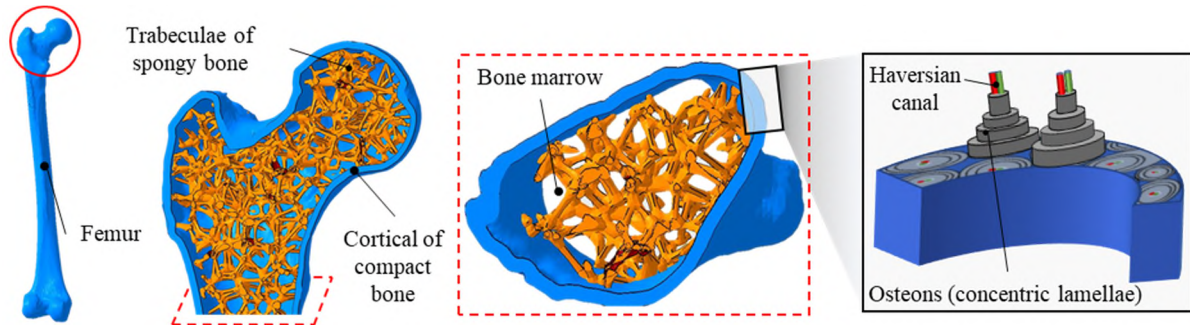 Femur
Trabeculae of
spongy bone
Cortical of
compact
bone
Bone marrow
Haversian
canal
Osteons (concentric lamellae)